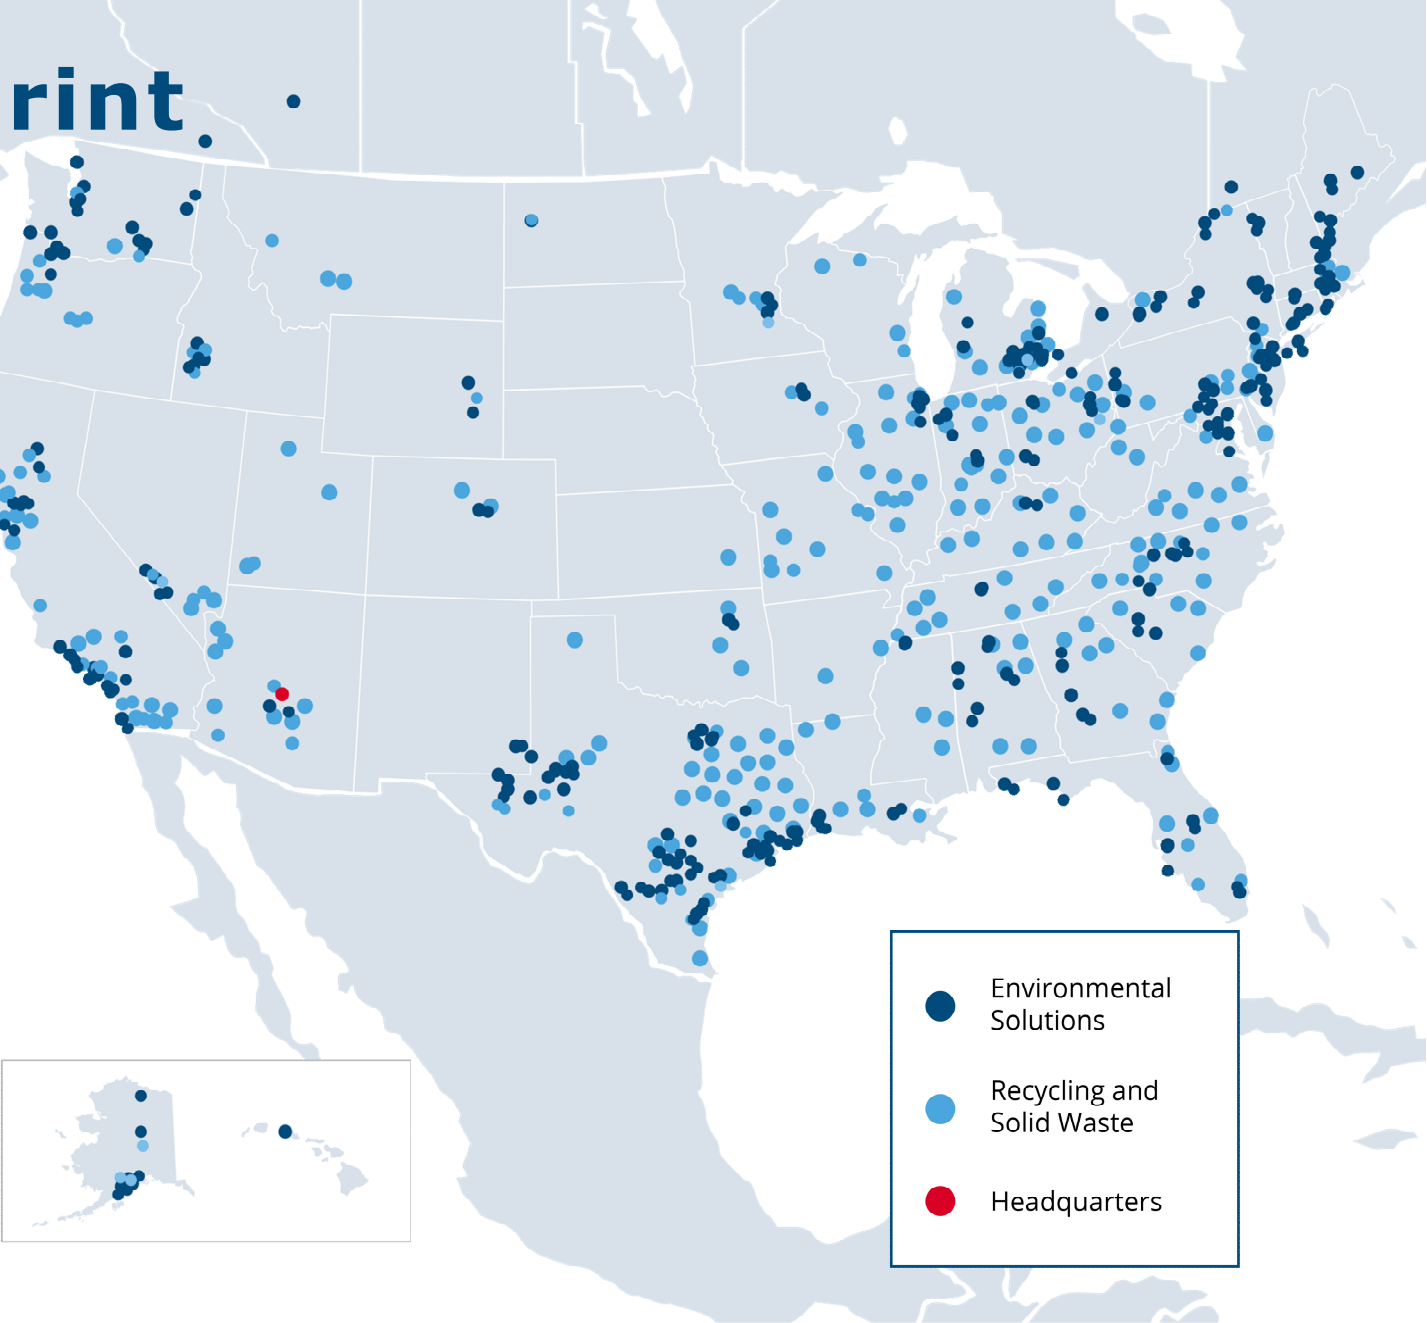 rint
Environmental
Solutions
Recycling and
Solid Waste
Headquarters